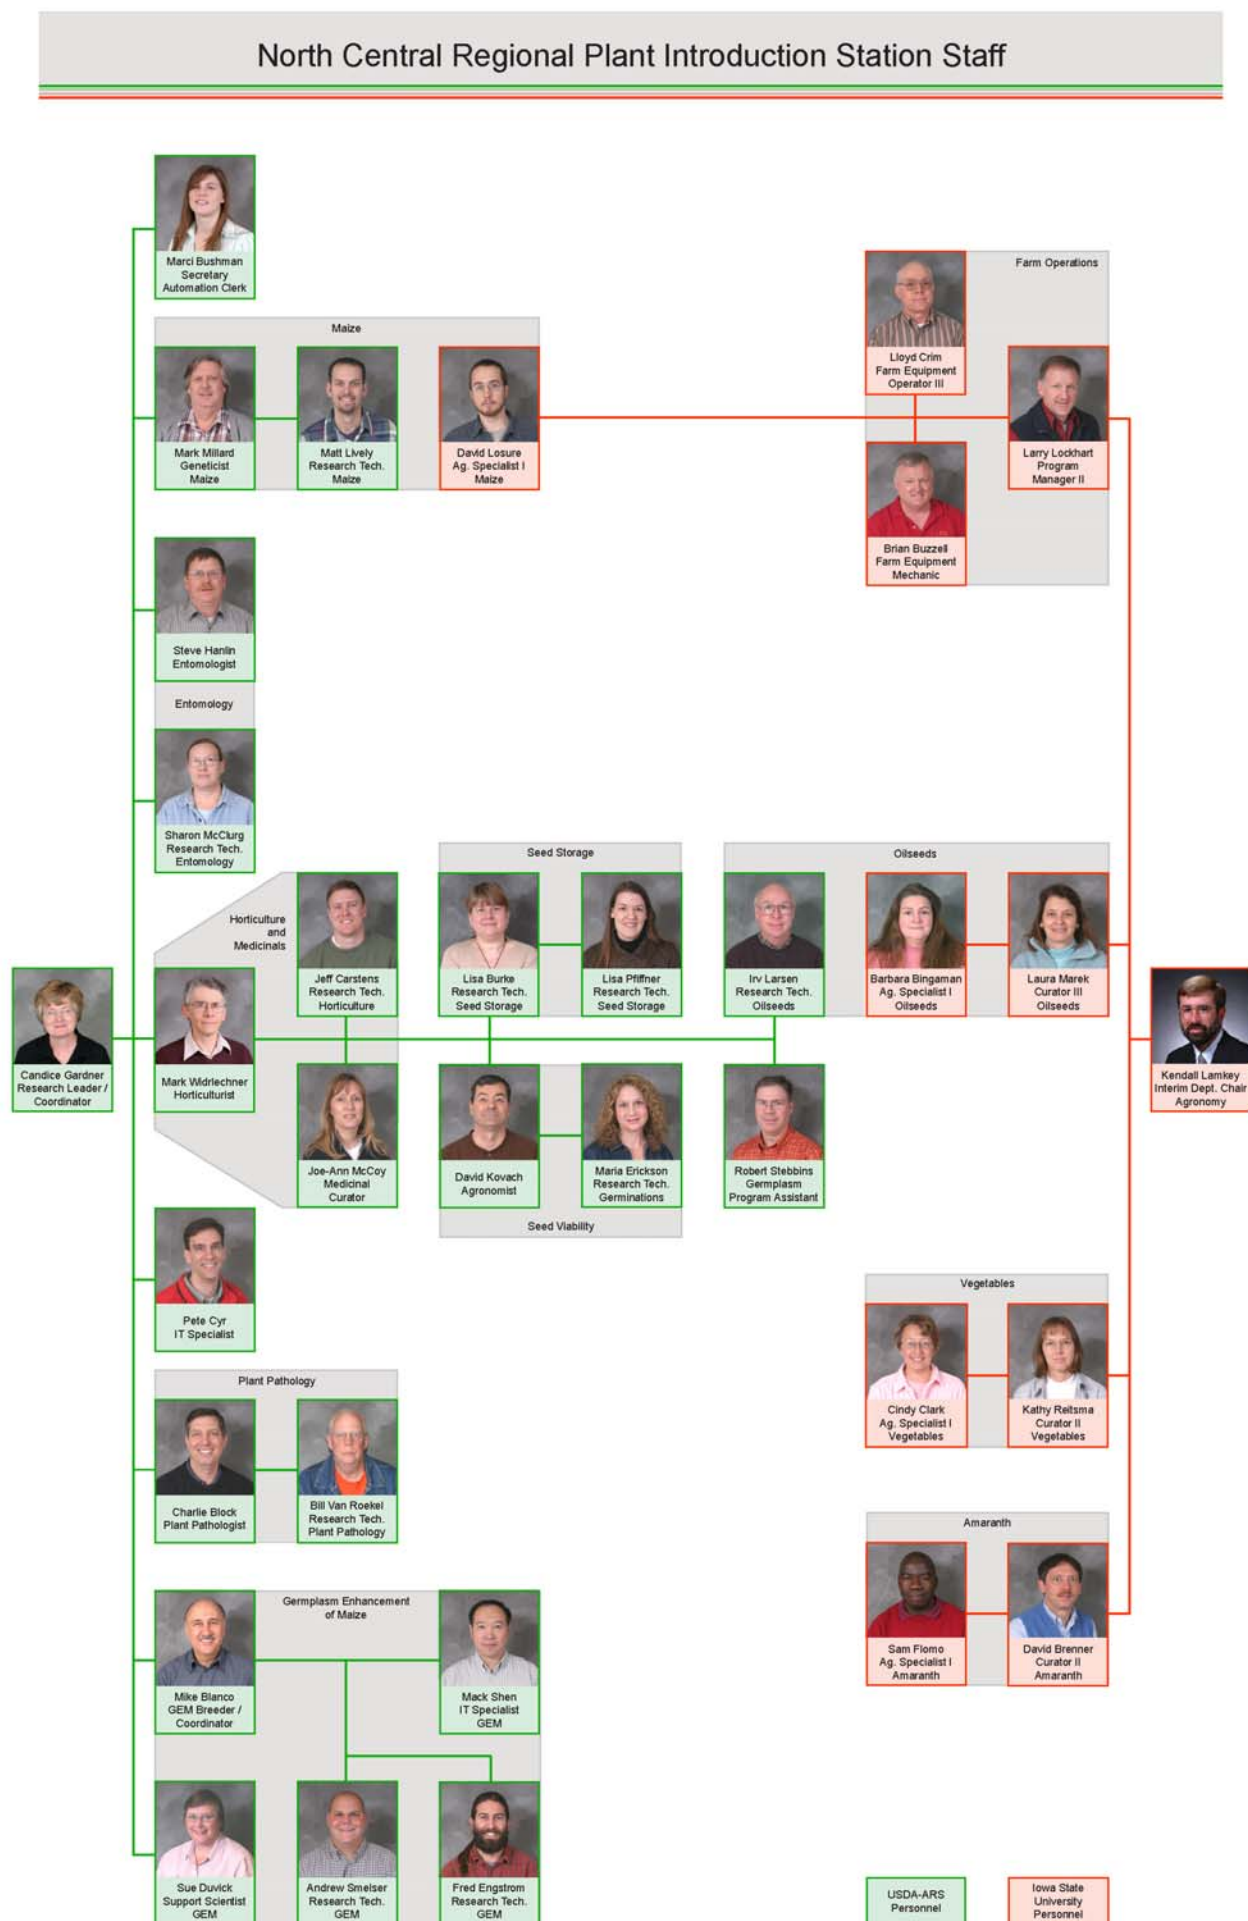 North Central Regional Plant Introduction Station Staff
Marci Bushman
Secretary
Automation Clerk
Maize
Mark Millard
Geneticist
Maize
Matt Lively
Research Tech.
Maize
David Losure
Ag. Specialist I
Maize
Farm Operations
Lloyd Crim
Farm Equipment
Operator III
Larry Lockhart
Program
Manager II
Brian Buzzell
Farm Equipment
Mechanic
Steve Hanlin
Entomologist
Entomology
Sharon McClurg
Research Tech.
Entomology
Horticulture
and
Medicinals
Jeff Carstens
Research Tech.
Horticulture
Seed Storage
Lisa Burke
Research Tech.
Seed Storage
Lisa Pfiffner
Research Tech.
Seed Storage
Oilseeds
Irv Larsen
Research Tech.
Oilseeds
Barbara Bingaman
Ag. Specialist I
Oilseeds
Laura Marek
Curator III
Oilseeds
Candice Gardner
Research Leader /
Coordinator
Mark Widrlechner
Horticulturist
Kendall Lamkey
Interim Dept. Chair
Agronomy
Joe-Ann McCoy
Medicinal
Curator
David Kovach
Agronomist
Maria Erickson
Research Tech.
Germinations
Seed Viability
Robert Stebbins
Germplasm
Program Assistant
Pete Cyr
IT Specialist
Vegetables
Cindy Clark
Ag. Specialist I
Vegetables
Kathy Reitsma
Curator II
Vegetables
Plant Pathology
Charlie Block
Plant Pathologist
Bill Van Roekel
Research Tech.
Plant Pathology
Amaranth
Sam Flomo
Ag. Specialist I
Amaranth
David Brenner
Curator II
Amaranth
Germplasm Enhancement
of Maize
Mike Blanco
GEM Breeder /
Coordinator
Mack Shen
IT Specialist
GEM
Sue Duvick
Support Scientist
GEM
Andrew Smelser
Research Tech.
GEM
Fred Engstrom
Research Tech.
GEM
USDA-ARS
Personnel
Iowa State
University
Personnel